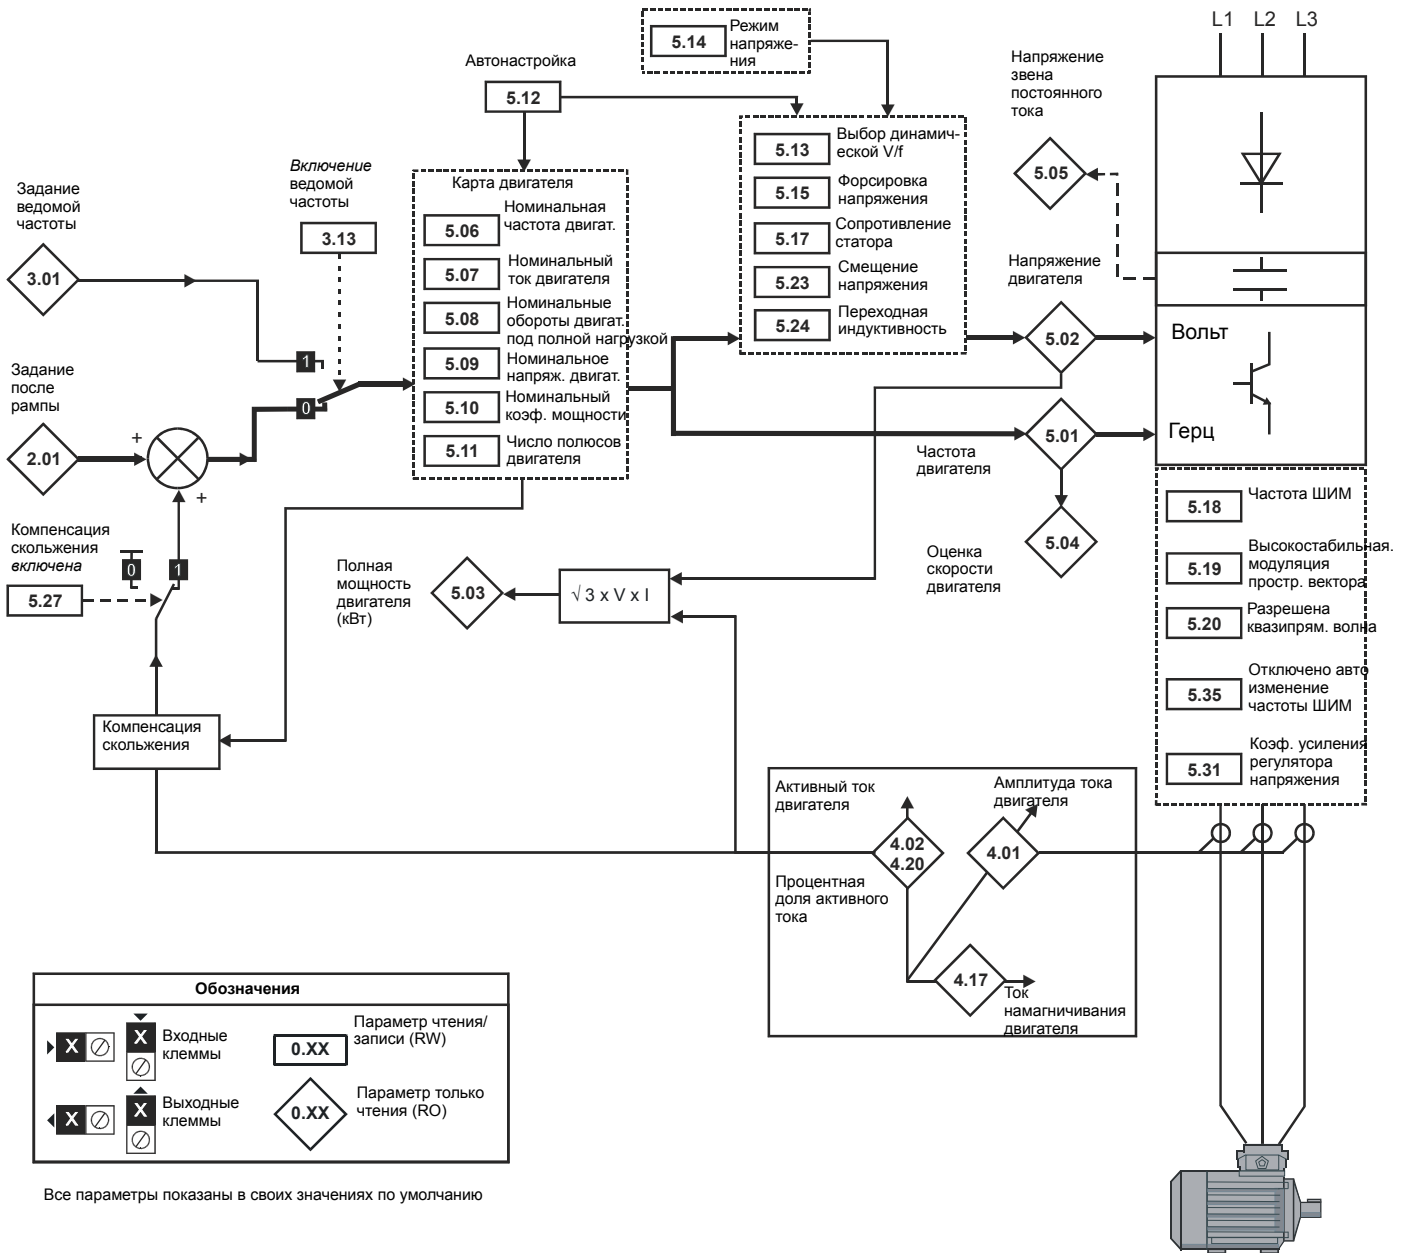 L1 L2 L3
5.14
Режим
напряже-
ния
Автонастройка
5.12
Напряжение
звена
постоянного
тока
5.05
5.13
Выбор динамич-
еской V/f
5.15
Форсировка
напряжения
5.17
Сопротивление
статора
5.23
Смещение
напряжения
5.24
Переходная
индуктивность
Включение
ведомой
частоты
3.13
Задание
ведомой
частоты
3.01
Карта двигателя
5.06
Номинальная
частота двигат.
5.07
Номинальный
ток двигателя
5.08
Номинальные
обороты двигат.
под полной нагрузкой
5.09
Номинальное
напряж. двигат.
5.10
Номинальный
коэф. мощности
5.11
Число полюсов
двигателя
1
0
Задание
после
рампы
2.01
+
+
Напряжение
двигателя
5.02
Вольт
Герц
5.01
Частота
двигателя
5.04
Оценка
скорости
двигателя
Компенсация
скольжения
включена
0 1
5.27
Полная
мощность
двигателя
(кВт)
5.03
√ 3 x V x I
5.18
Частота ШИМ
5.19
Высокостабильная.
модуляция
простр. вектора
5.20
Разрешена
квазипрям. волна
5.35
Отключено авто
изменение
частоты ШИМ
5.31
Коэф. усиления
регулятора
напряжения
Компенсация
скольжения
Активный ток
двигателя
Амплитуда тока
двигателя
4.02
4.20
4.01
Процентная
доля активного
тока
4.17
Ток
намагничивания
двигателя
Обозначения
X
X
Входные
клеммы
0.XX
Параметр чтения/
записи (RW)
X
X
Выходные
клеммы
0.XX
Параметр только
чтения (RO)
Все параметры показаны в своих значениях по умолчанию